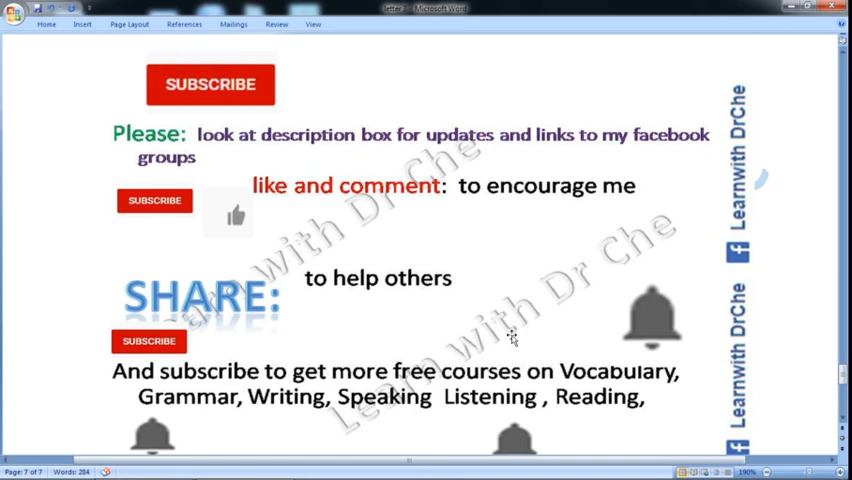 letter 3 - Microsoft Word
Home Insert Page Layout References Mailings Review View
SUBSCRIBE
Please: look at description box for updates and links to my facebook
groups
like and comment: to encourage me
SUBSCRIBE
SHARE: to help others
SUBSCRIBE
And subscribe to get more free courses on Vocabulary,
Grammar, Writing, Speaking Listening , Reading,
Learn with Dr Che
Learn with Dr Che
Learnwith DrChe
Learnwith DrChe
Page: 7 of 7 Words: 284 190%